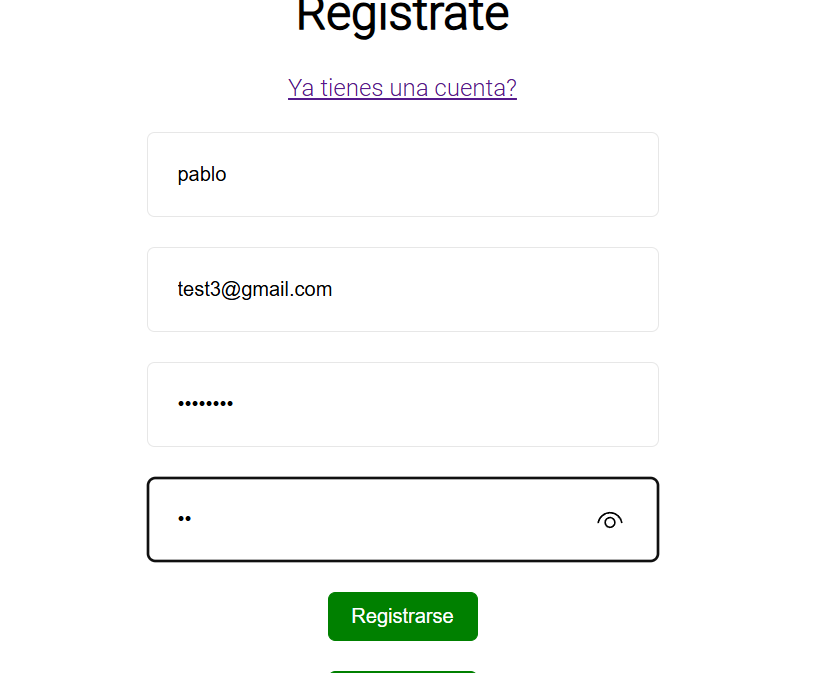 Registrate
Ya tienes una cuenta?
pablo
test3@gmail.com
••••••••
••
Registrarse